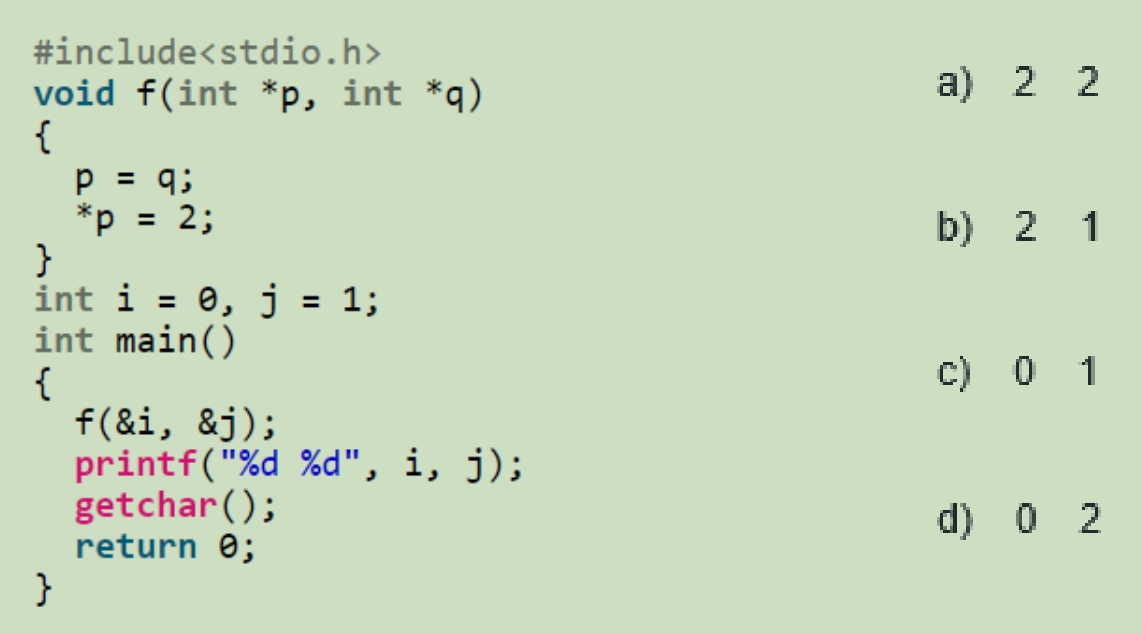 #include<stdio.h>
void f(int *p, int *q)
{
  p = q;
  *p = 2;
}
int i = 0, j = 1;
int main()
{
  f(&i, &j);
  printf("%d %d", i, j);
  getchar();
  return 0;
}
a) 2 2
b) 2 1
c) 0 1
d) 0 2